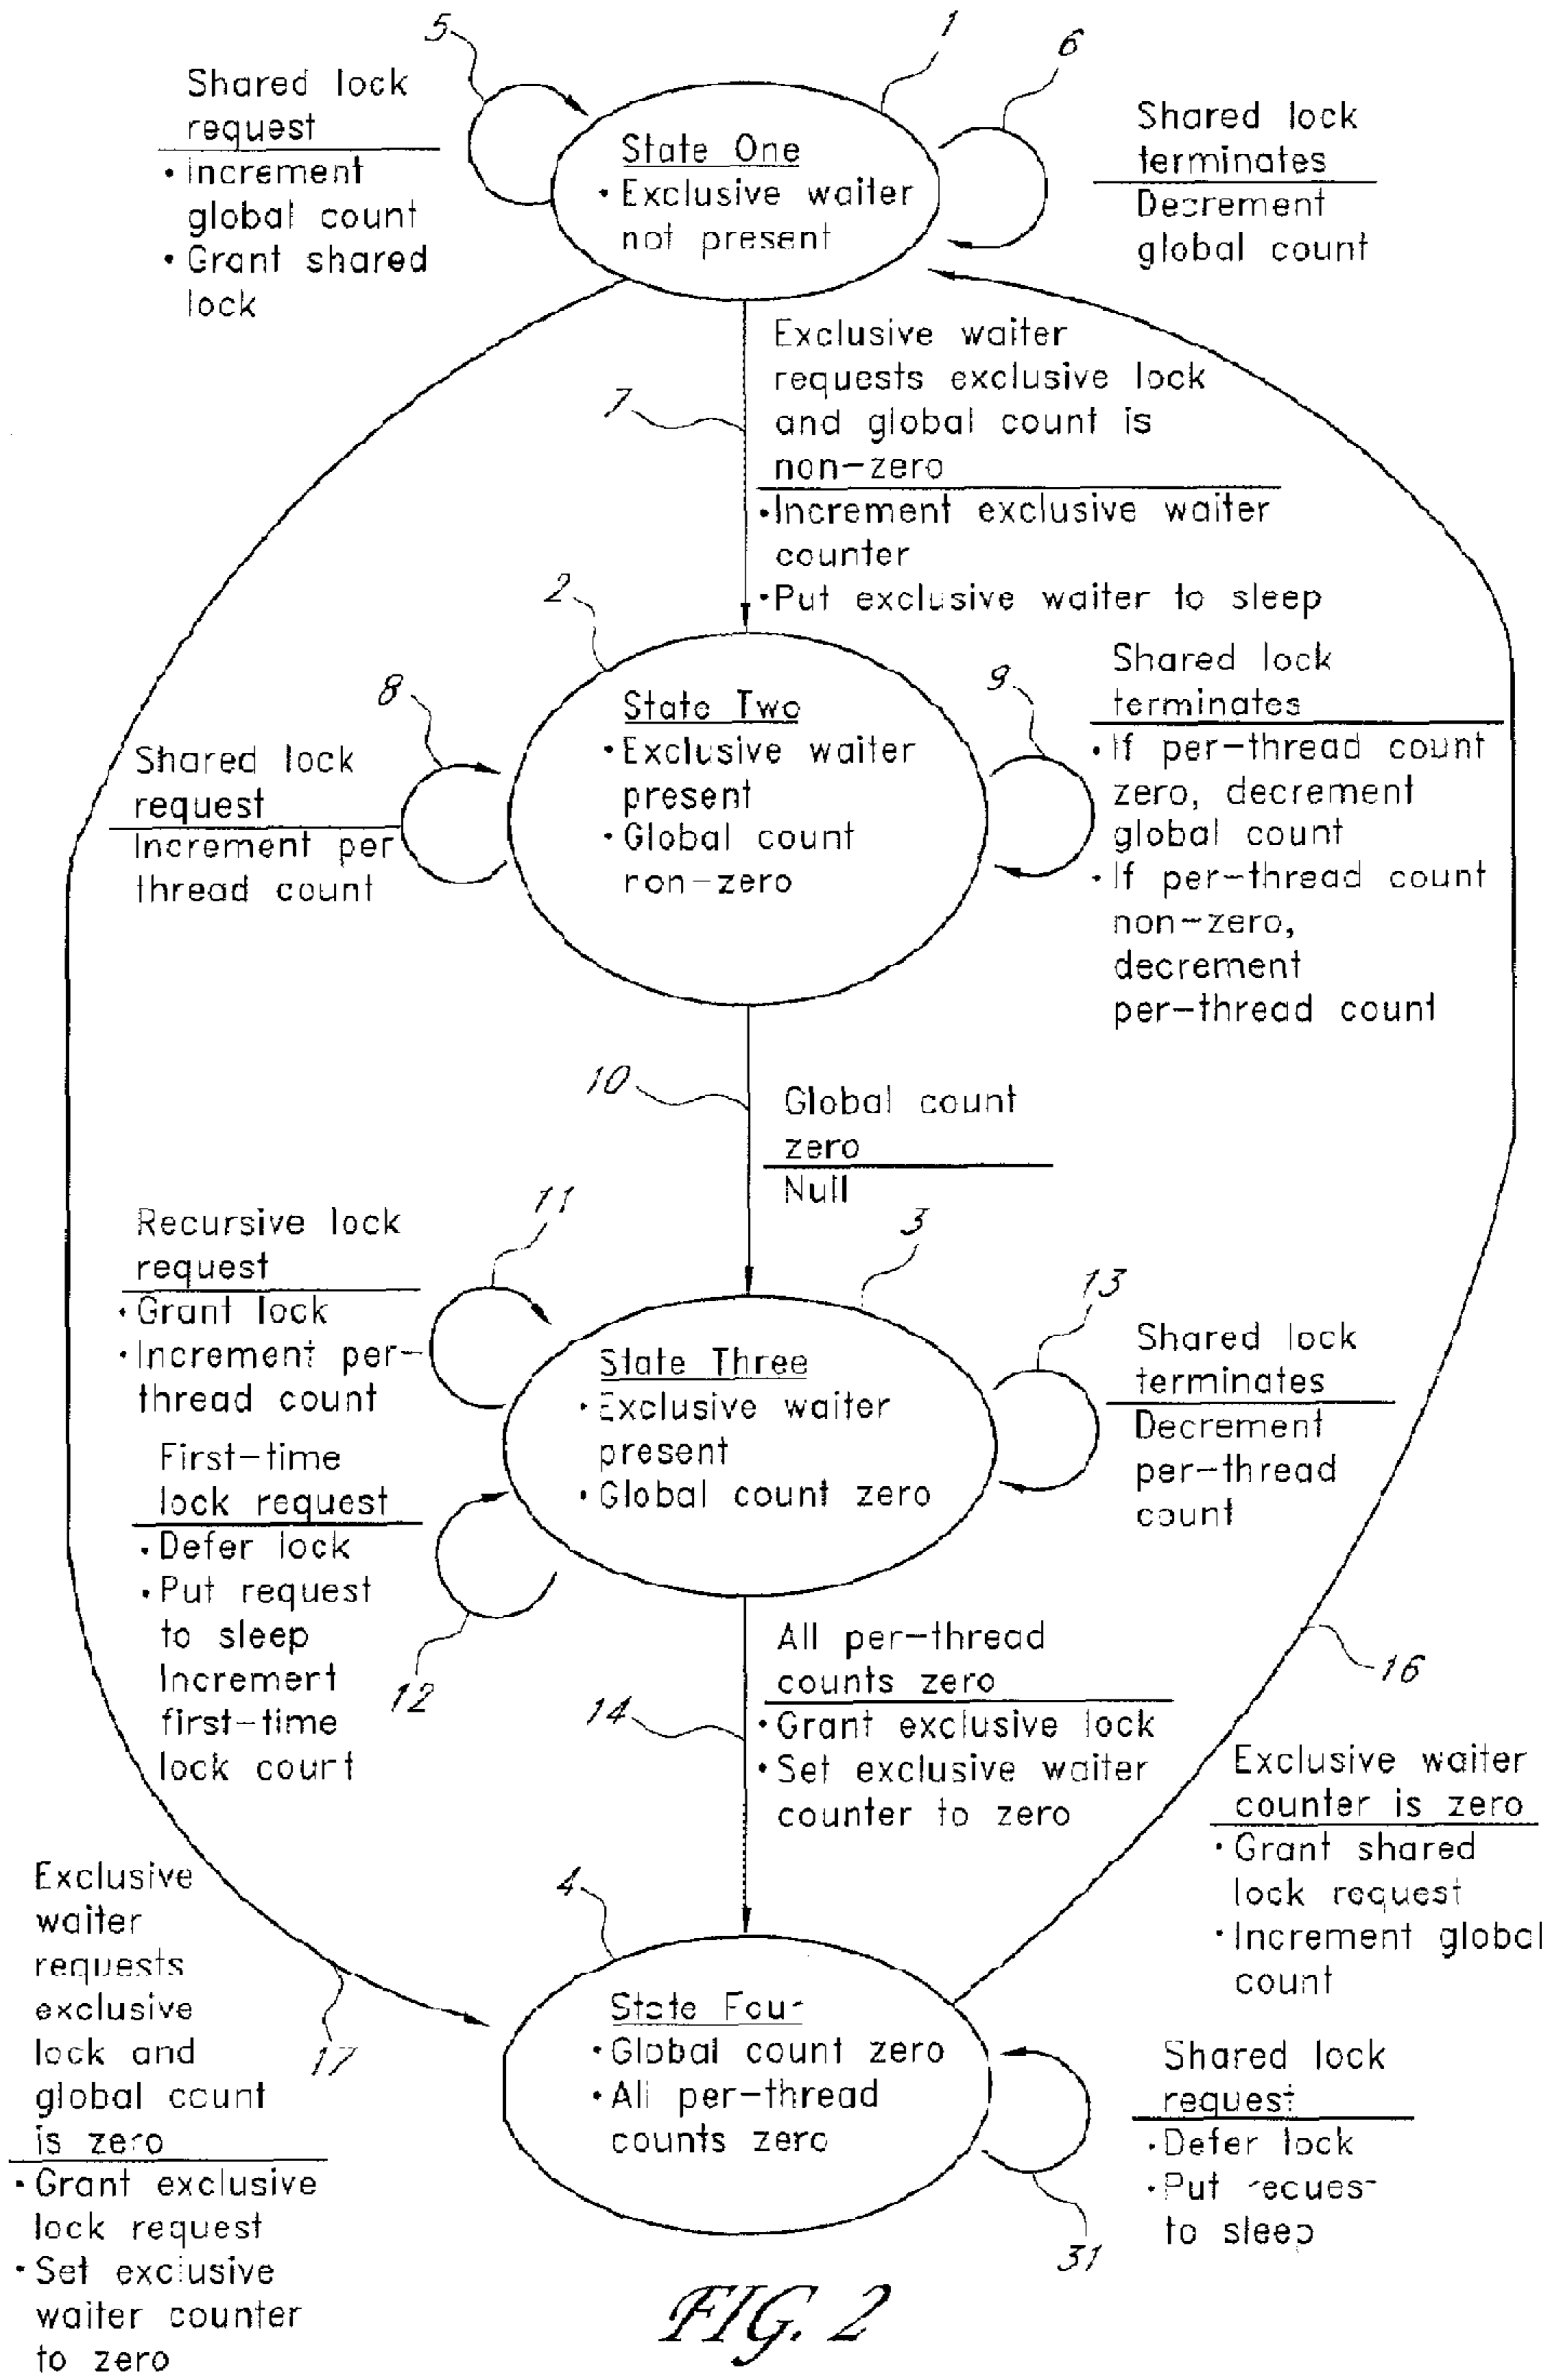 5
1
6
Shared lock
request
• Increment
global count
• Grant shared
lock
State One
• Exclusive waiter
not present
Shared lock
terminates
Decrement
global count
7
Exclusive waiter
requests exclusive lock
and global count is
non-zero
• Increment exclusive waiter
counter
• Put exclusive waiter to sleep
2
8
9
Shared lock
request
Increment per
thread count
State Two
• Exclusive waiter
present
• Global count
non-zero
Shared lock
terminates
• If per-thread count
zero, decrement
global count
• If per-thread count
non-zero,
decrement
per-thread count
10
Global count
zero
Null
11
3
13
Recursive lock
request
• Grant lock
• Increment per-
thread count
First-time
lock request
• Defer lock
• Put request
to sleep
Increment
first-time
lock count
12
State Three
• Exclusive waiter
present
• Global count zero
Shared lock
terminates
Decrement
per-thread
count
14
All per-thread
counts zero
• Grant exclusive lock
• Set exclusive waiter
counter to zero
16
Exclusive waiter
counter is zero
• Grant shared
lock request
• Increment global
count
Exclusive
waiter
requests
exclusive
lock and
global count
is zero
• Grant exclusive
lock request
• Set exclusive
waiter counter
to zero
17
4
State Four
• Global count zero
• All per-thread
counts zero
31
Shared lock
request
• Defer lock
• Put request
to sleep
FIG. 2